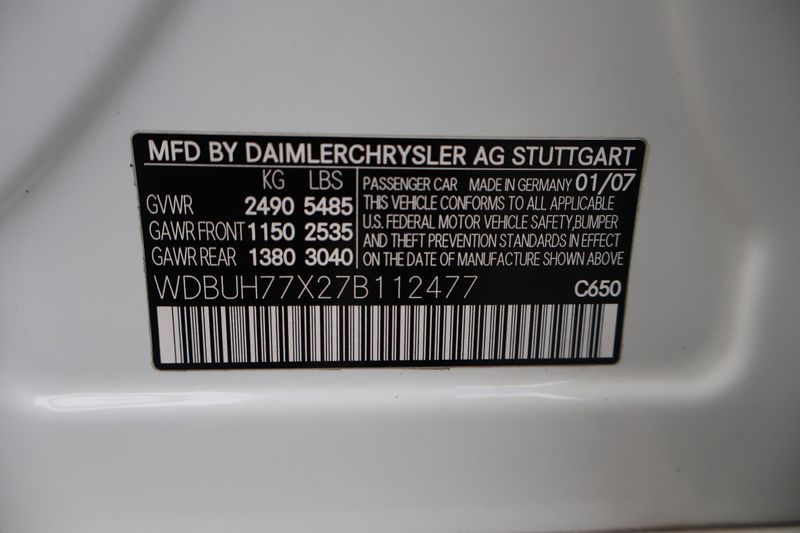 MFD BY DAIMLERCHRYSLER AG STUTTGART
KG LBS
GVWR 2490 5485
GAWR FRONT 1150 2535
GAWR REAR 1380 3040
PASSENGER CAR MADE IN GERMANY 01/07
THIS VEHICLE CONFORMS TO ALL APPLICABLE
U.S. FEDERAL MOTOR VEHICLE SAFETY,BUMPER
AND THEFT PREVENTION STANDARDS IN EFFECT
ON THE DATE OF MANUFACTURE SHOWN ABOVE
WDBUH77X27B112477 C650